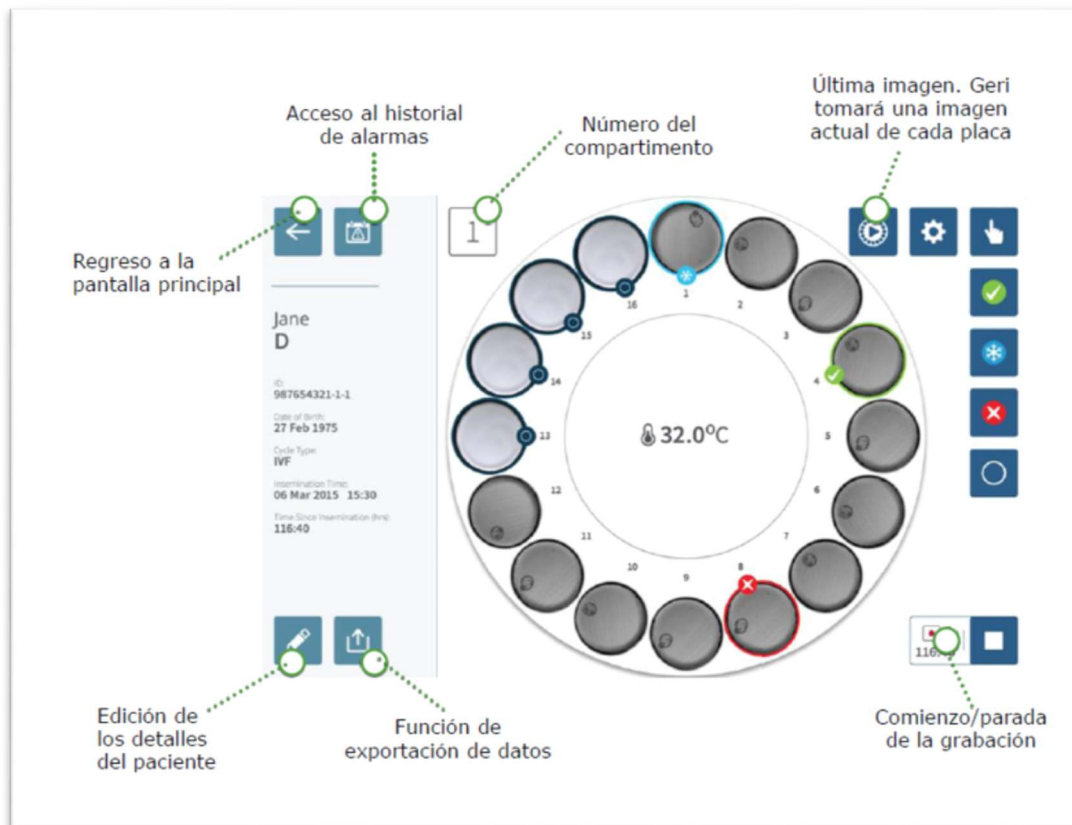 Acceso al historial
de alarmas
Número del
compartimento
Última imagen. Geri
tomará una imagen
actual de cada placa
Regreso a la
pantalla principal
1
Jane
D
ID:
987654321-1-1
Date of Birth:
27 Feb 1975
Cycle Type:
IVF
Insemination Time:
06 Mar 2015 15:30
Time Since Insemination (hrs)
116:40
1
2
3
4
5
6
7
8
9
10
11
12
13
14
15
16
32.0°C
Edición de
los detalles
del paciente
Función de
exportación de datos
Comienzo/parada
de la grabación